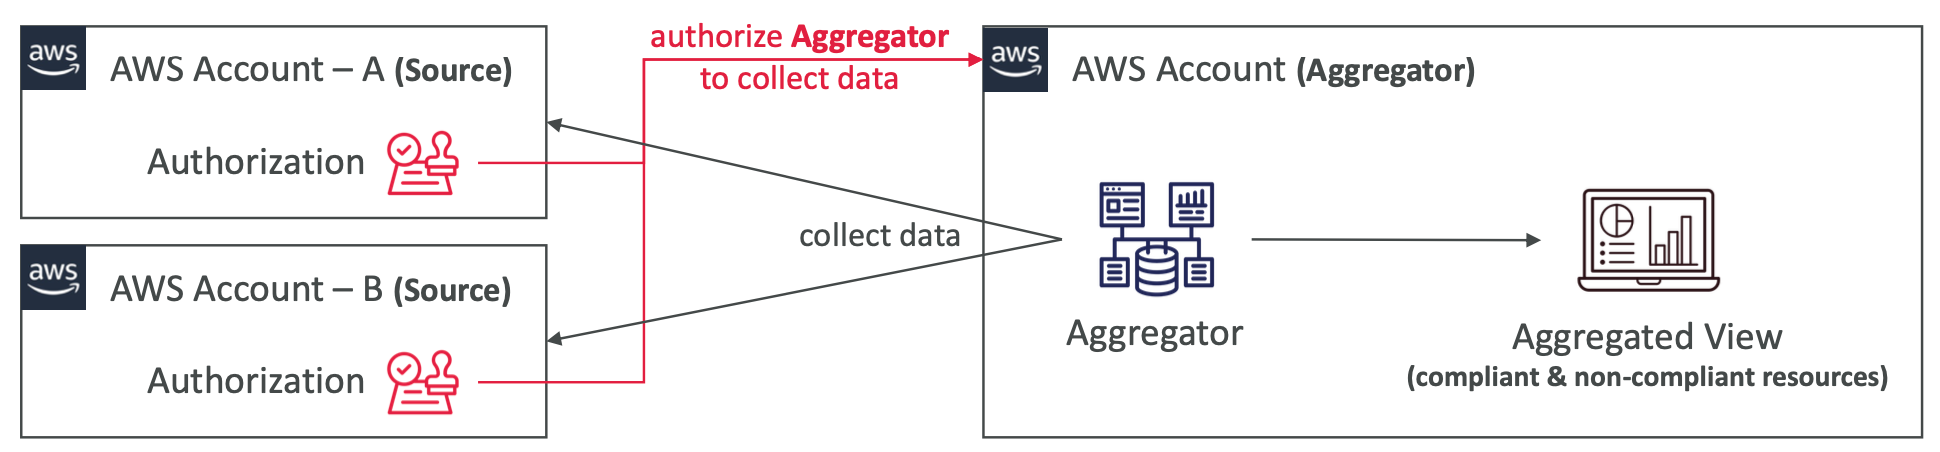 aws
AWS Account – A (Source)
Authorization
aws
AWS Account – B (Source)
Authorization
authorize Aggregator
to collect data
collect data
aws
AWS Account (Aggregator)
Aggregator
Aggregated View
(compliant & non-compliant resources)